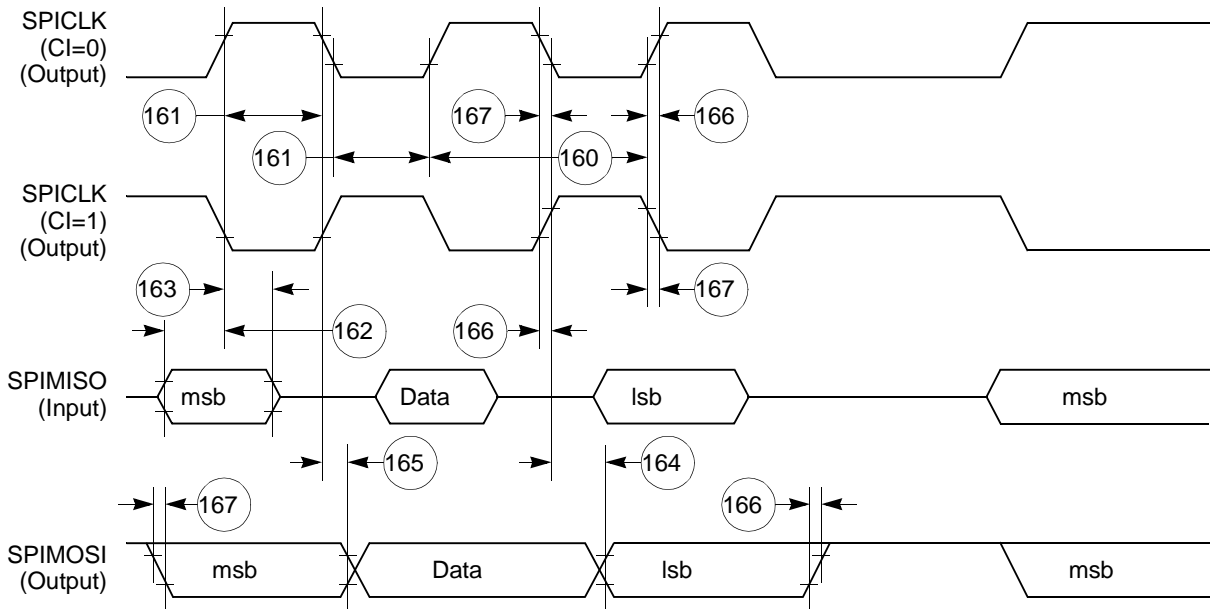 SPICLK
(CI=0)
(Output)
161
167
166
161
160
SPICLK
(CI=1)
(Output)
163
167
162
166
SPIMISO
(Input)
msb
Data
lsb
msb
165
164
167
166
SPIMOSI
(Output)
msb
Data
lsb
msb